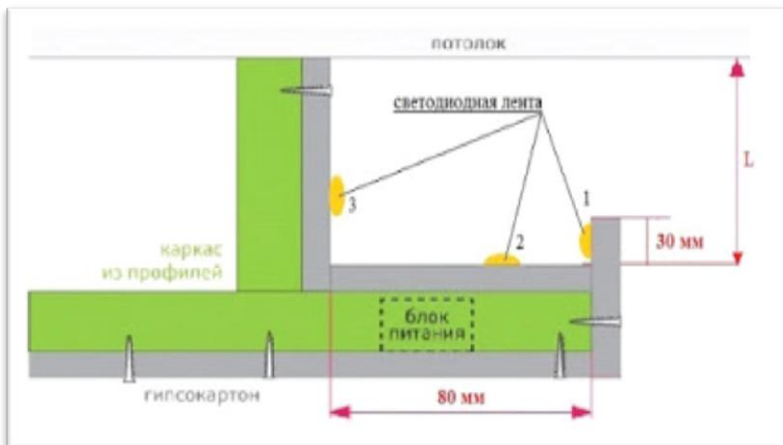 потолок
светодиодная лента
L
1
3
2
30 мм
каркас
из профилей
блок
питания
гипсокартон
80 мм